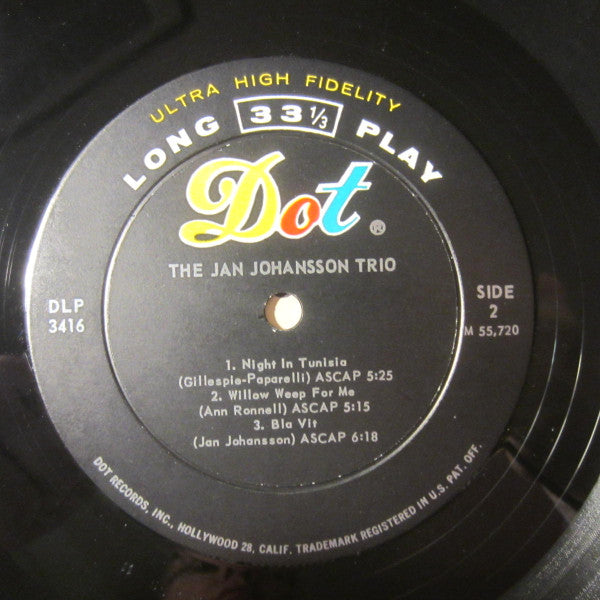 ULTRA HIGH FIDELITY
LONG 33 1/3 PLAY
Dot ®
THE JAN JOHANSSON TRIO
DLP
3416
SIDE
2
M 55,720
1. Night In Tunisia
(Gillespie-Paparelli) ASCAP 5:25
2. Willow Weep For Me
(Ann Ronnell) ASCAP 5:15
3. Bla Vit
(Jan Johansson) ASCAP 6:18
DOT RECORDS, INC., HOLLYWOOD 28, CALIF. TRADEMARK REGISTERED IN U.S. PAT. OFF.